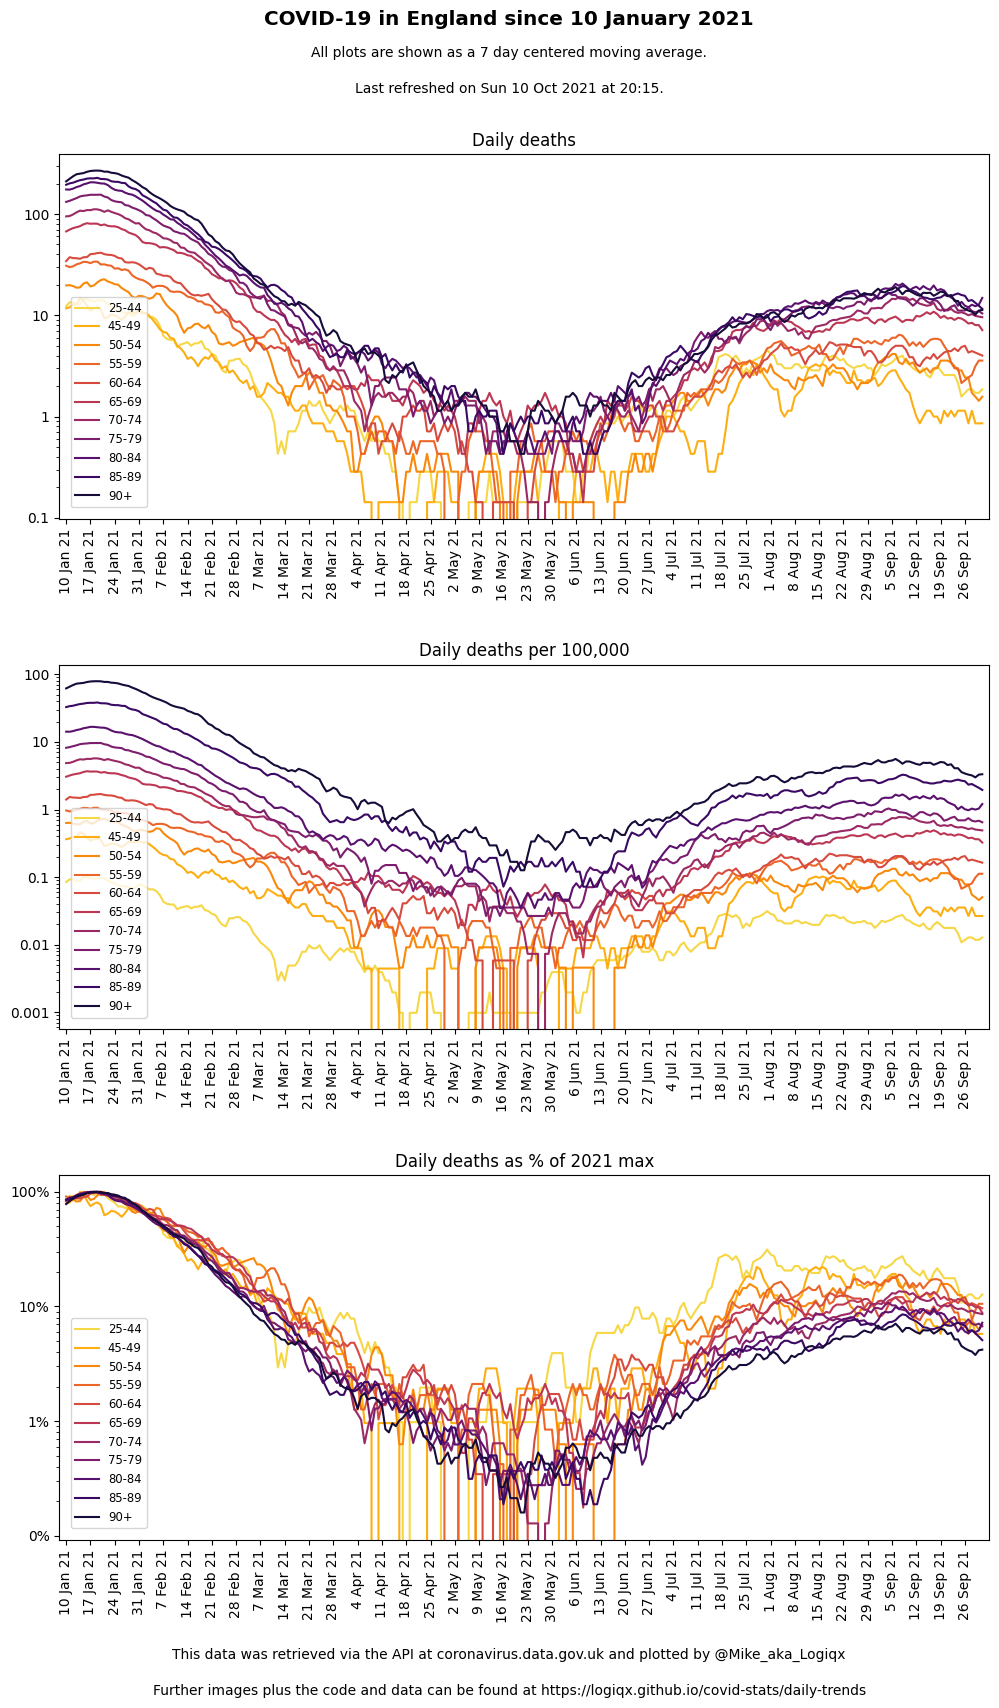 COVID-19 in England since 10 January 2021
All plots are shown as a 7 day centered moving average.
Last refreshed on Sun 10 Oct 2021 at 20:15.
Daily deaths
100
10
1
0.1
25-44
45-49
50-54
55-59
60-64
65-69
70-74
75-79
80-84
85-89
90+
10 Jan 21
17 Jan 21
24 Jan 21
31 Jan 21
7 Feb 21
14 Feb 21
21 Feb 21
28 Feb 21
7 Mar 21
14 Mar 21
21 Mar 21
28 Mar 21
4 Apr 21
11 Apr 21
18 Apr 21
25 Apr 21
2 May 21
9 May 21
16 May 21
23 May 21
30 May 21
6 Jun 21
13 Jun 21
20 Jun 21
27 Jun 21
4 Jul 21
11 Jul 21
18 Jul 21
25 Jul 21
1 Aug 21
8 Aug 21
15 Aug 21
22 Aug 21
29 Aug 21
5 Sep 21
12 Sep 21
19 Sep 21
26 Sep 21
Daily deaths per 100,000
100
10
1
0.1
0.01
0.001
25-44
45-49
50-54
55-59
60-64
65-69
70-74
75-79
80-84
85-89
90+
10 Jan 21
17 Jan 21
24 Jan 21
31 Jan 21
7 Feb 21
14 Feb 21
21 Feb 21
28 Feb 21
7 Mar 21
14 Mar 21
21 Mar 21
28 Mar 21
4 Apr 21
11 Apr 21
18 Apr 21
25 Apr 21
2 May 21
9 May 21
16 May 21
23 May 21
30 May 21
6 Jun 21
13 Jun 21
20 Jun 21
27 Jun 21
4 Jul 21
11 Jul 21
18 Jul 21
25 Jul 21
1 Aug 21
8 Aug 21
15 Aug 21
22 Aug 21
29 Aug 21
5 Sep 21
12 Sep 21
19 Sep 21
26 Sep 21
Daily deaths as % of 2021 max
100%
10%
1%
0%
25-44
45-49
50-54
55-59
60-64
65-69
70-74
75-79
80-84
85-89
90+
10 Jan 21
17 Jan 21
24 Jan 21
31 Jan 21
7 Feb 21
14 Feb 21
21 Feb 21
28 Feb 21
7 Mar 21
14 Mar 21
21 Mar 21
28 Mar 21
4 Apr 21
11 Apr 21
18 Apr 21
25 Apr 21
2 May 21
9 May 21
16 May 21
23 May 21
30 May 21
6 Jun 21
13 Jun 21
20 Jun 21
27 Jun 21
4 Jul 21
11 Jul 21
18 Jul 21
25 Jul 21
1 Aug 21
8 Aug 21
15 Aug 21
22 Aug 21
29 Aug 21
5 Sep 21
12 Sep 21
19 Sep 21
26 Sep 21
This data was retrieved via the API at coronavirus.data.gov.uk and plotted by @Mike_aka_Logiqx
Further images plus the code and data can be found at https://logiqx.github.io/covid-stats/daily-trends